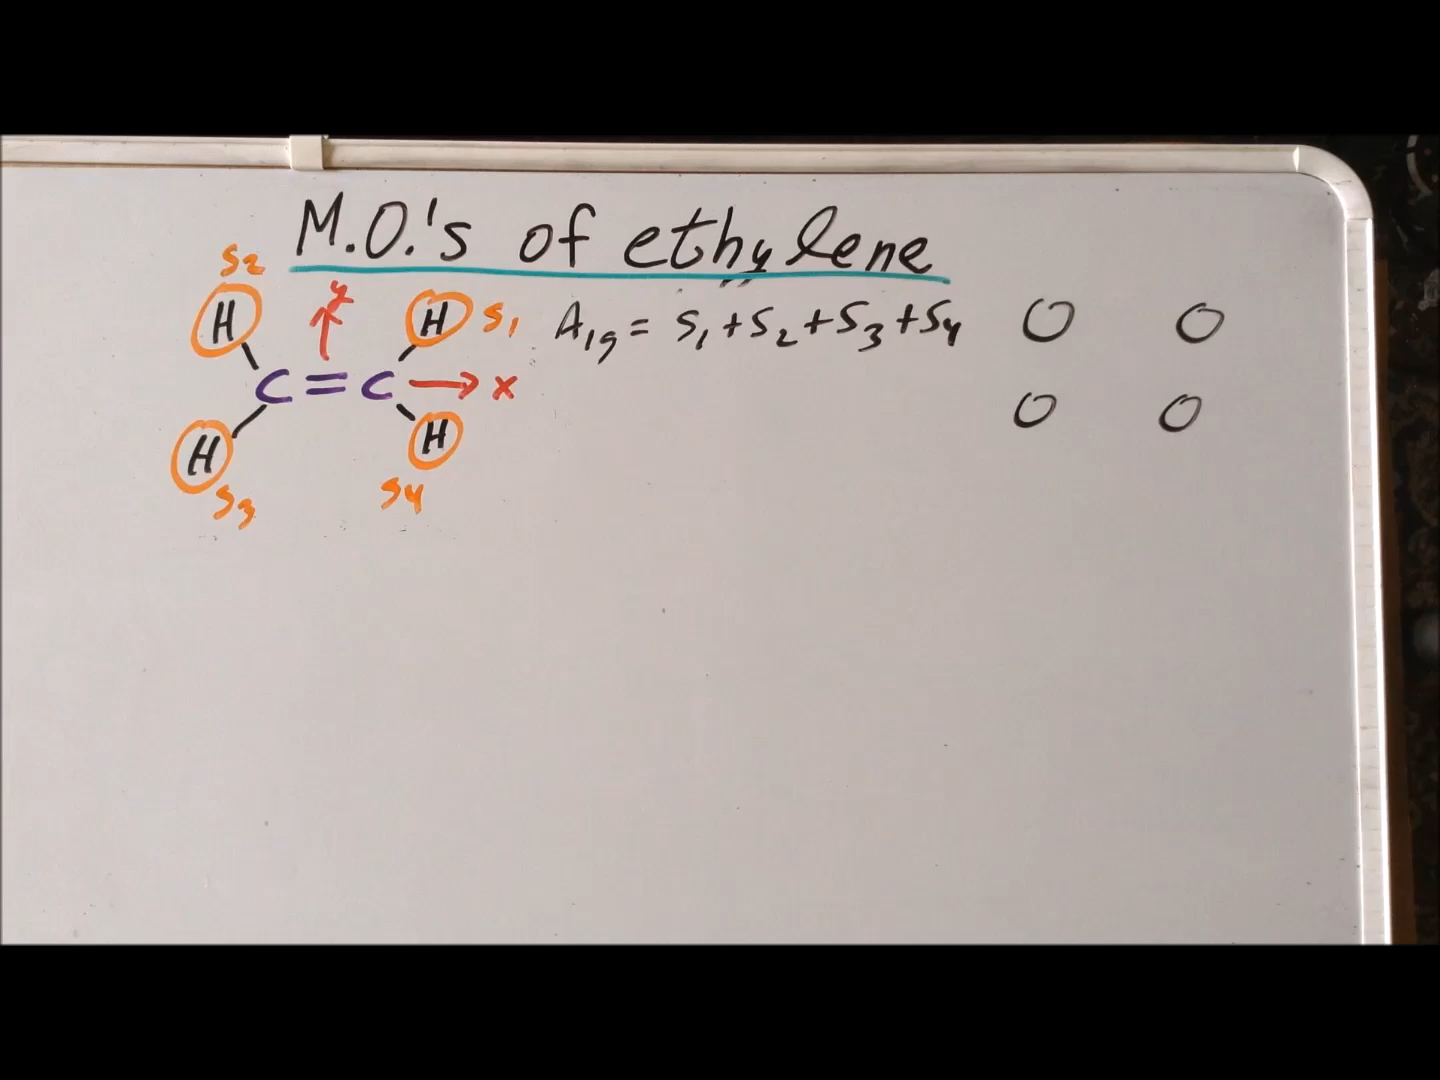 M.O.'s of ethylene
S2
H y H S1
C = C → x
H H
S3 S4
A1g = S1 + S2 + S3 + S4